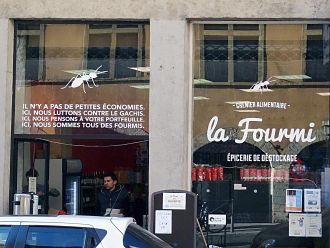 IL N'Y A PAS DE PETITES ÉCONOMIES.
ICI, NOUS LUTTONS CONTRE LE GACHIS.
ICI, NOUS PENSONS À VOTRE PORTEFEUILLE.
ICI, NOUS SOMMES TOUS DES FOURMIS.
GRENIER ALIMENTAIRE
la Fourmi
ÉPICERIE DE DÉSTOCKAGE